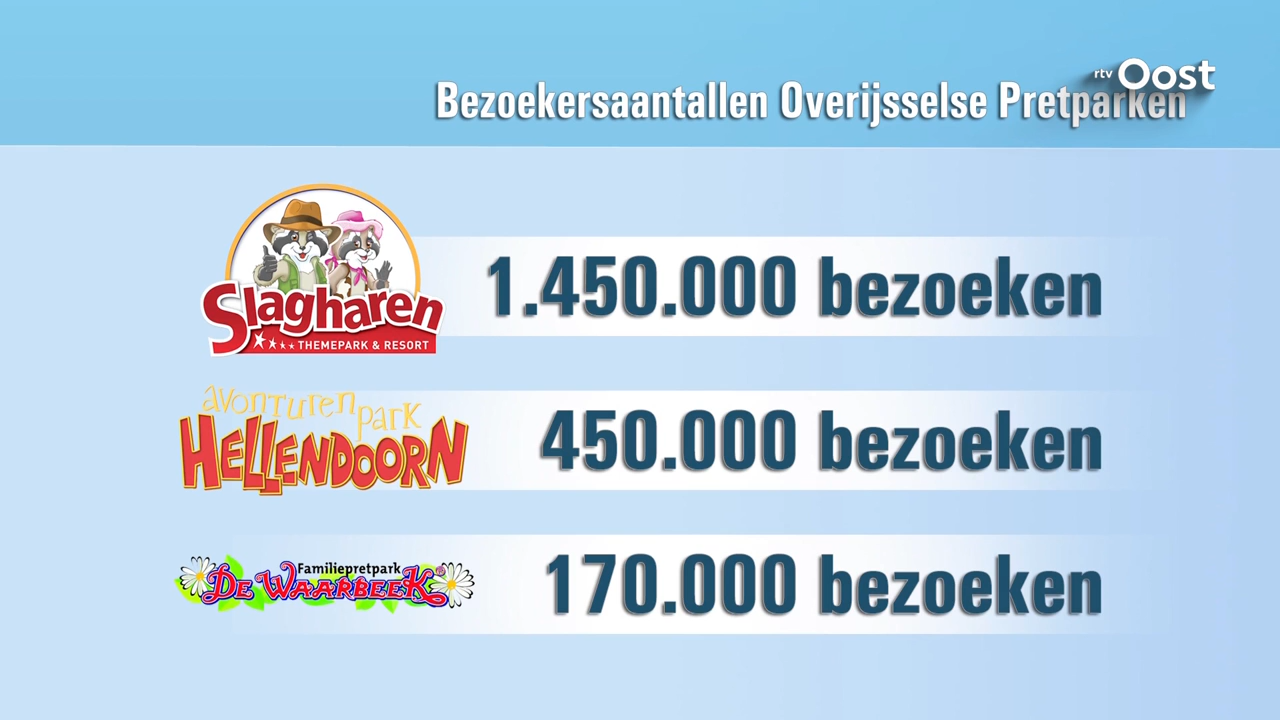 rtv Oost
Bezoekersaantallen Overijsselse Pretparken
Slagharen
THEMEPARK & RESORT
1.450.000 bezoeken
avonturenpark
HELLENDOORN
450.000 bezoeken
Familiepretpark
DE WAARBEEK
170.000 bezoeken